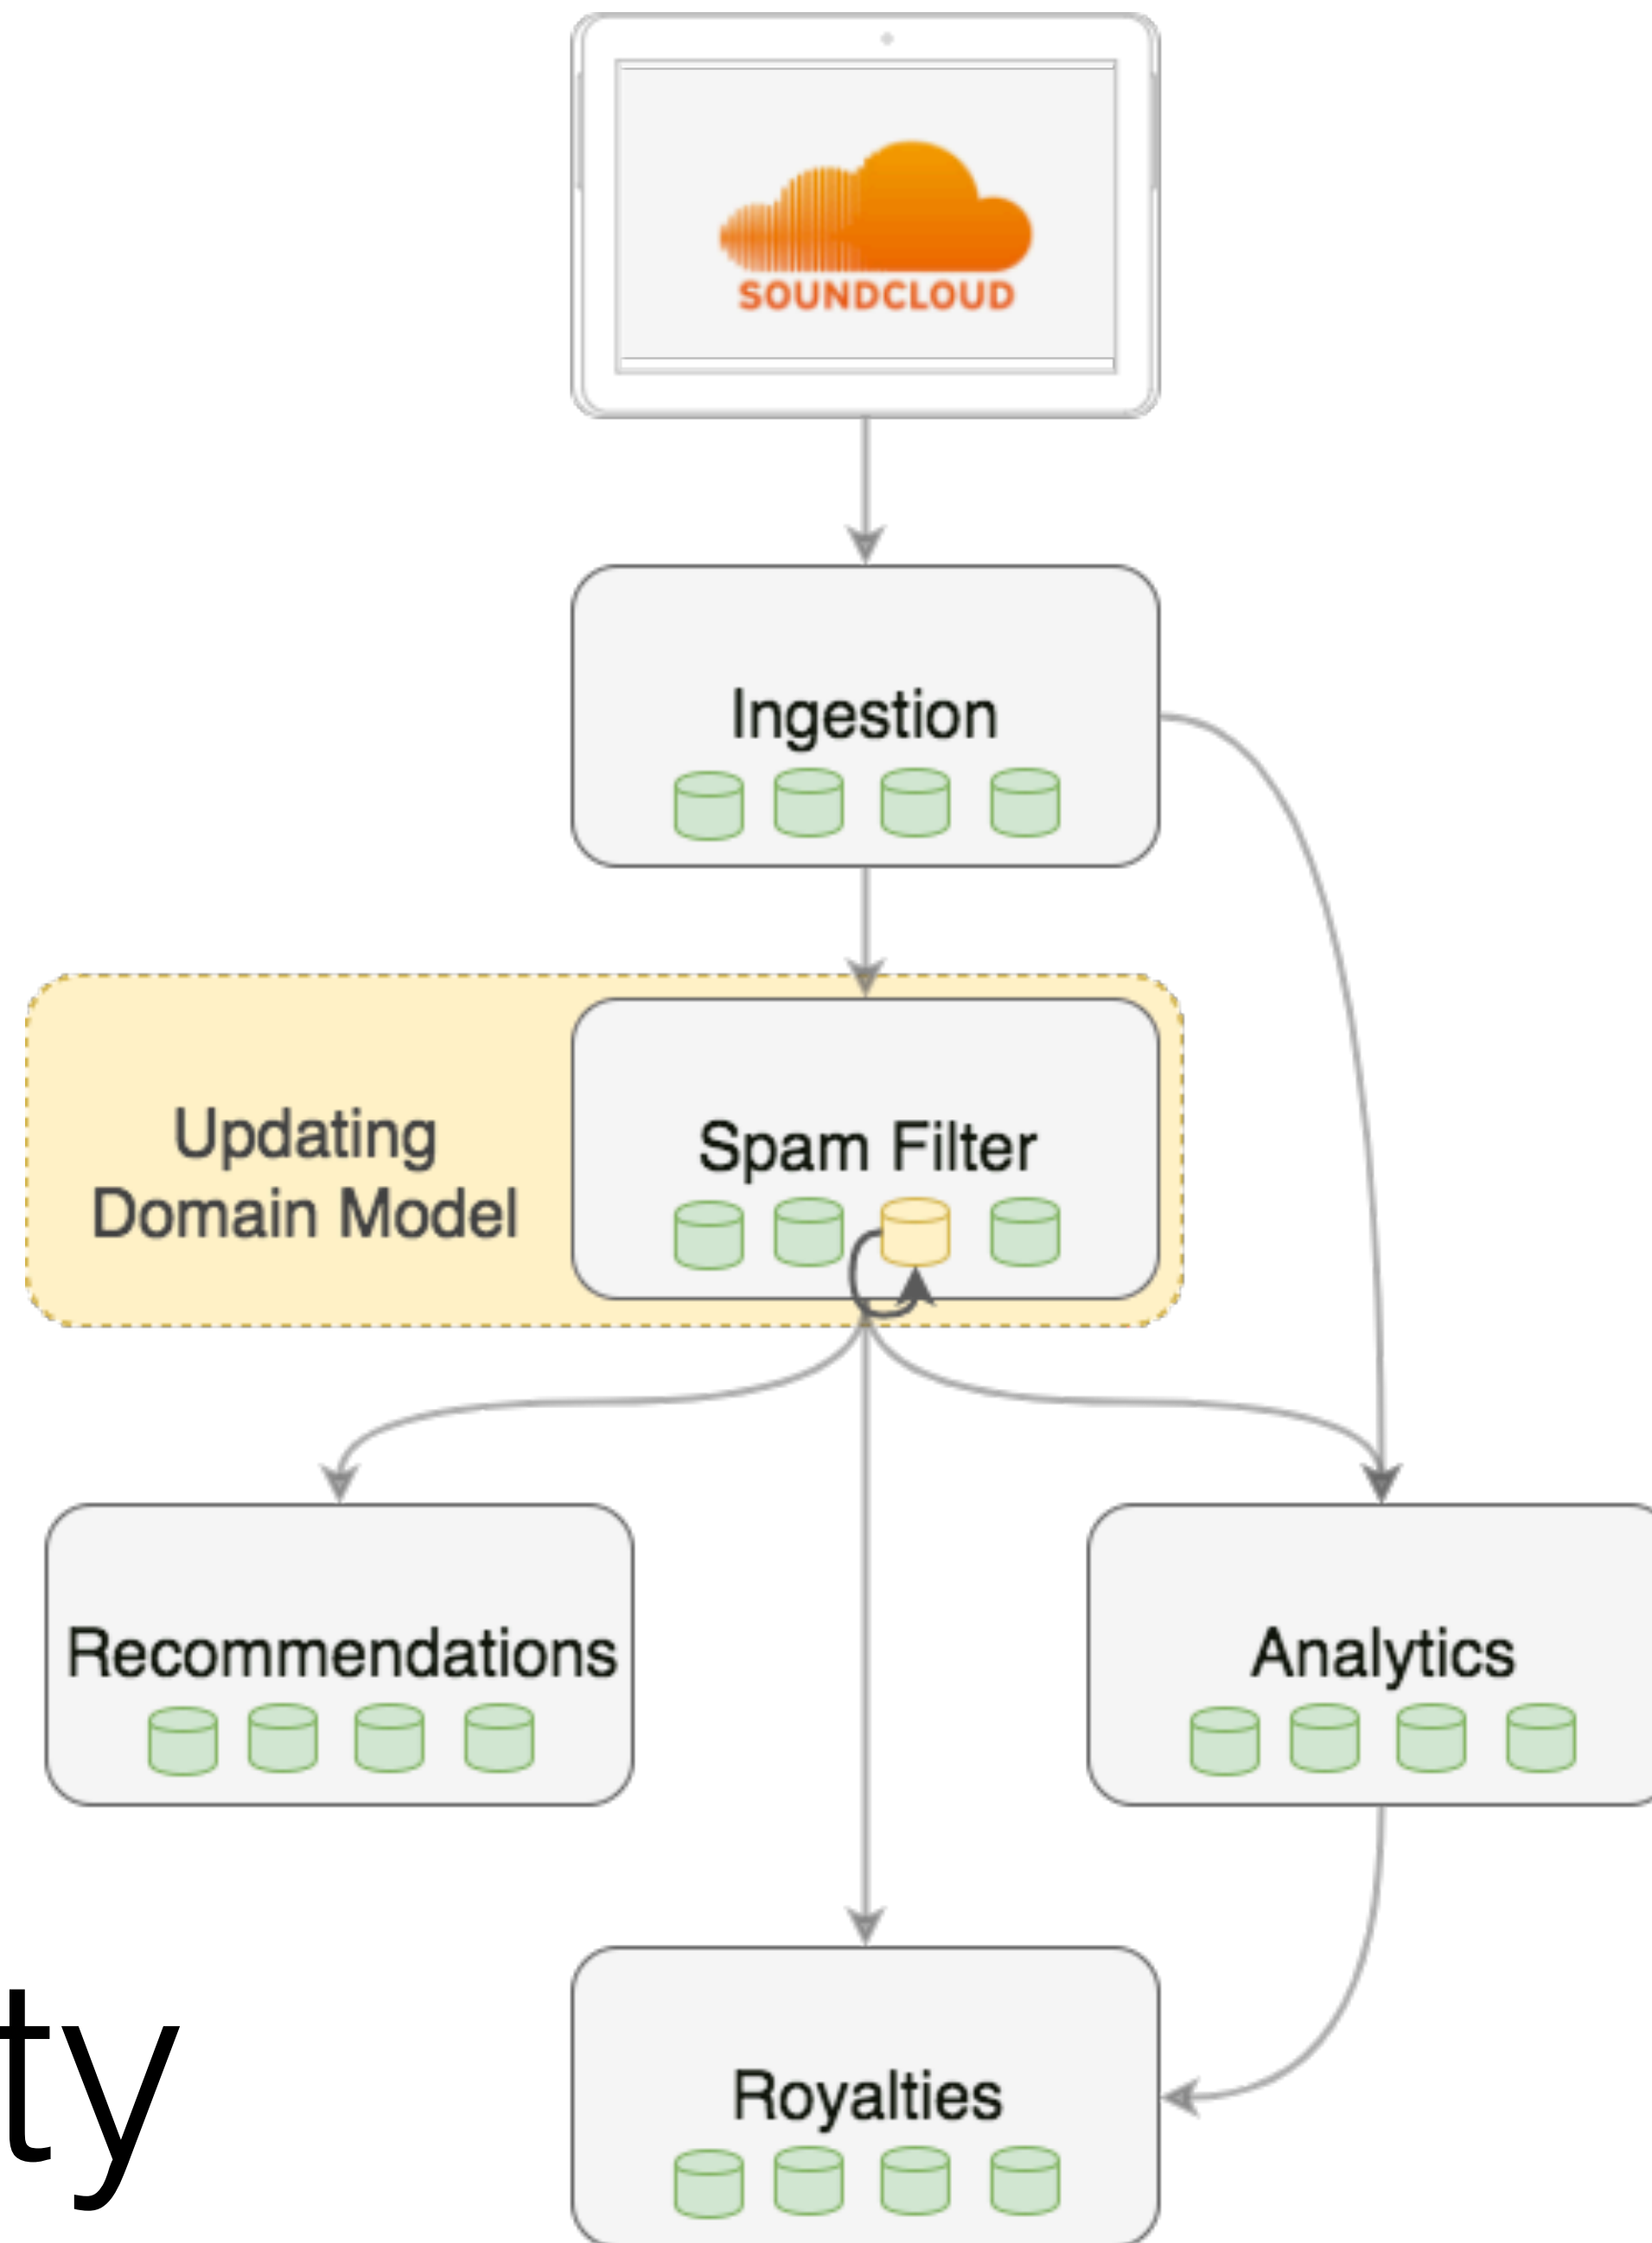 SOUNDCLOUD
Ingestion
Updating
Domain Model
Spam Filter
Recommendations
Analytics
Royalties
ty